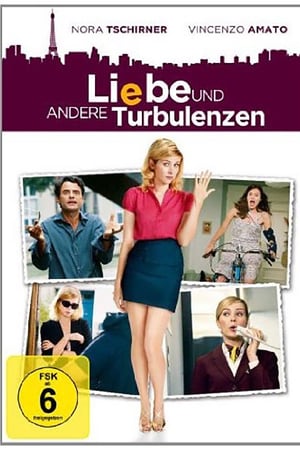 NORA TSCHIRNER VINCENZO AMATO
Liebe UND
ANDERE Turbulenzen
FSK
ab
6
freigegeben